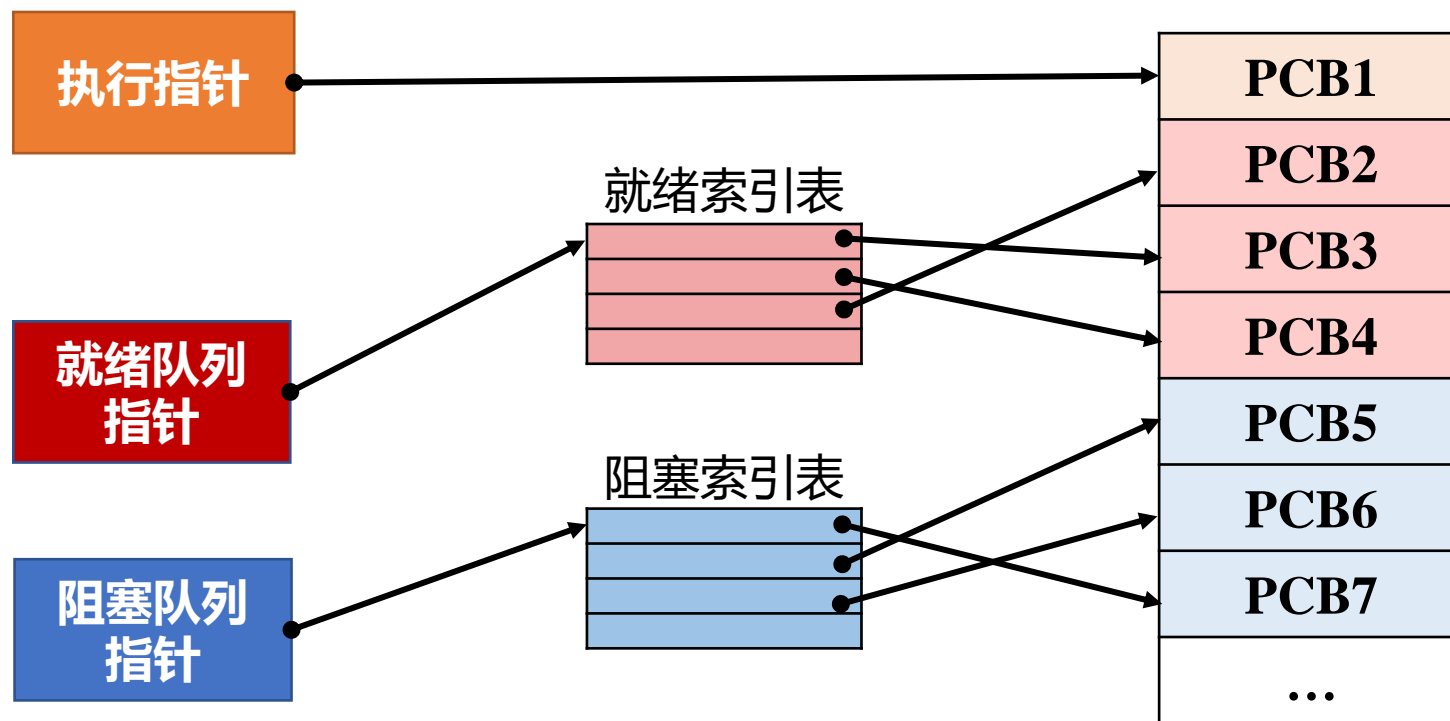 执行指针
就绪队列
指针
阻塞队列
指针
就绪索引表
阻塞索引表
PCB1
PCB2
PCB3
PCB4
PCB5
PCB6
PCB7
...